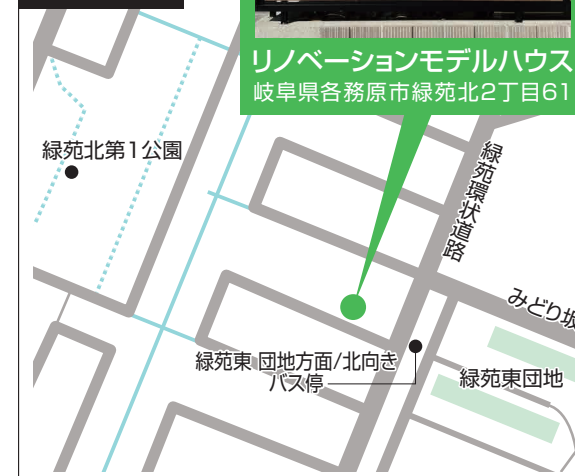 リノベーションモデルハウス
岐阜県各務原市緑苑北2丁目61
緑苑北第1公園
緑苑環状道路
みどり坂
緑苑東 団地方面/北向き
バス停
緑苑東団地